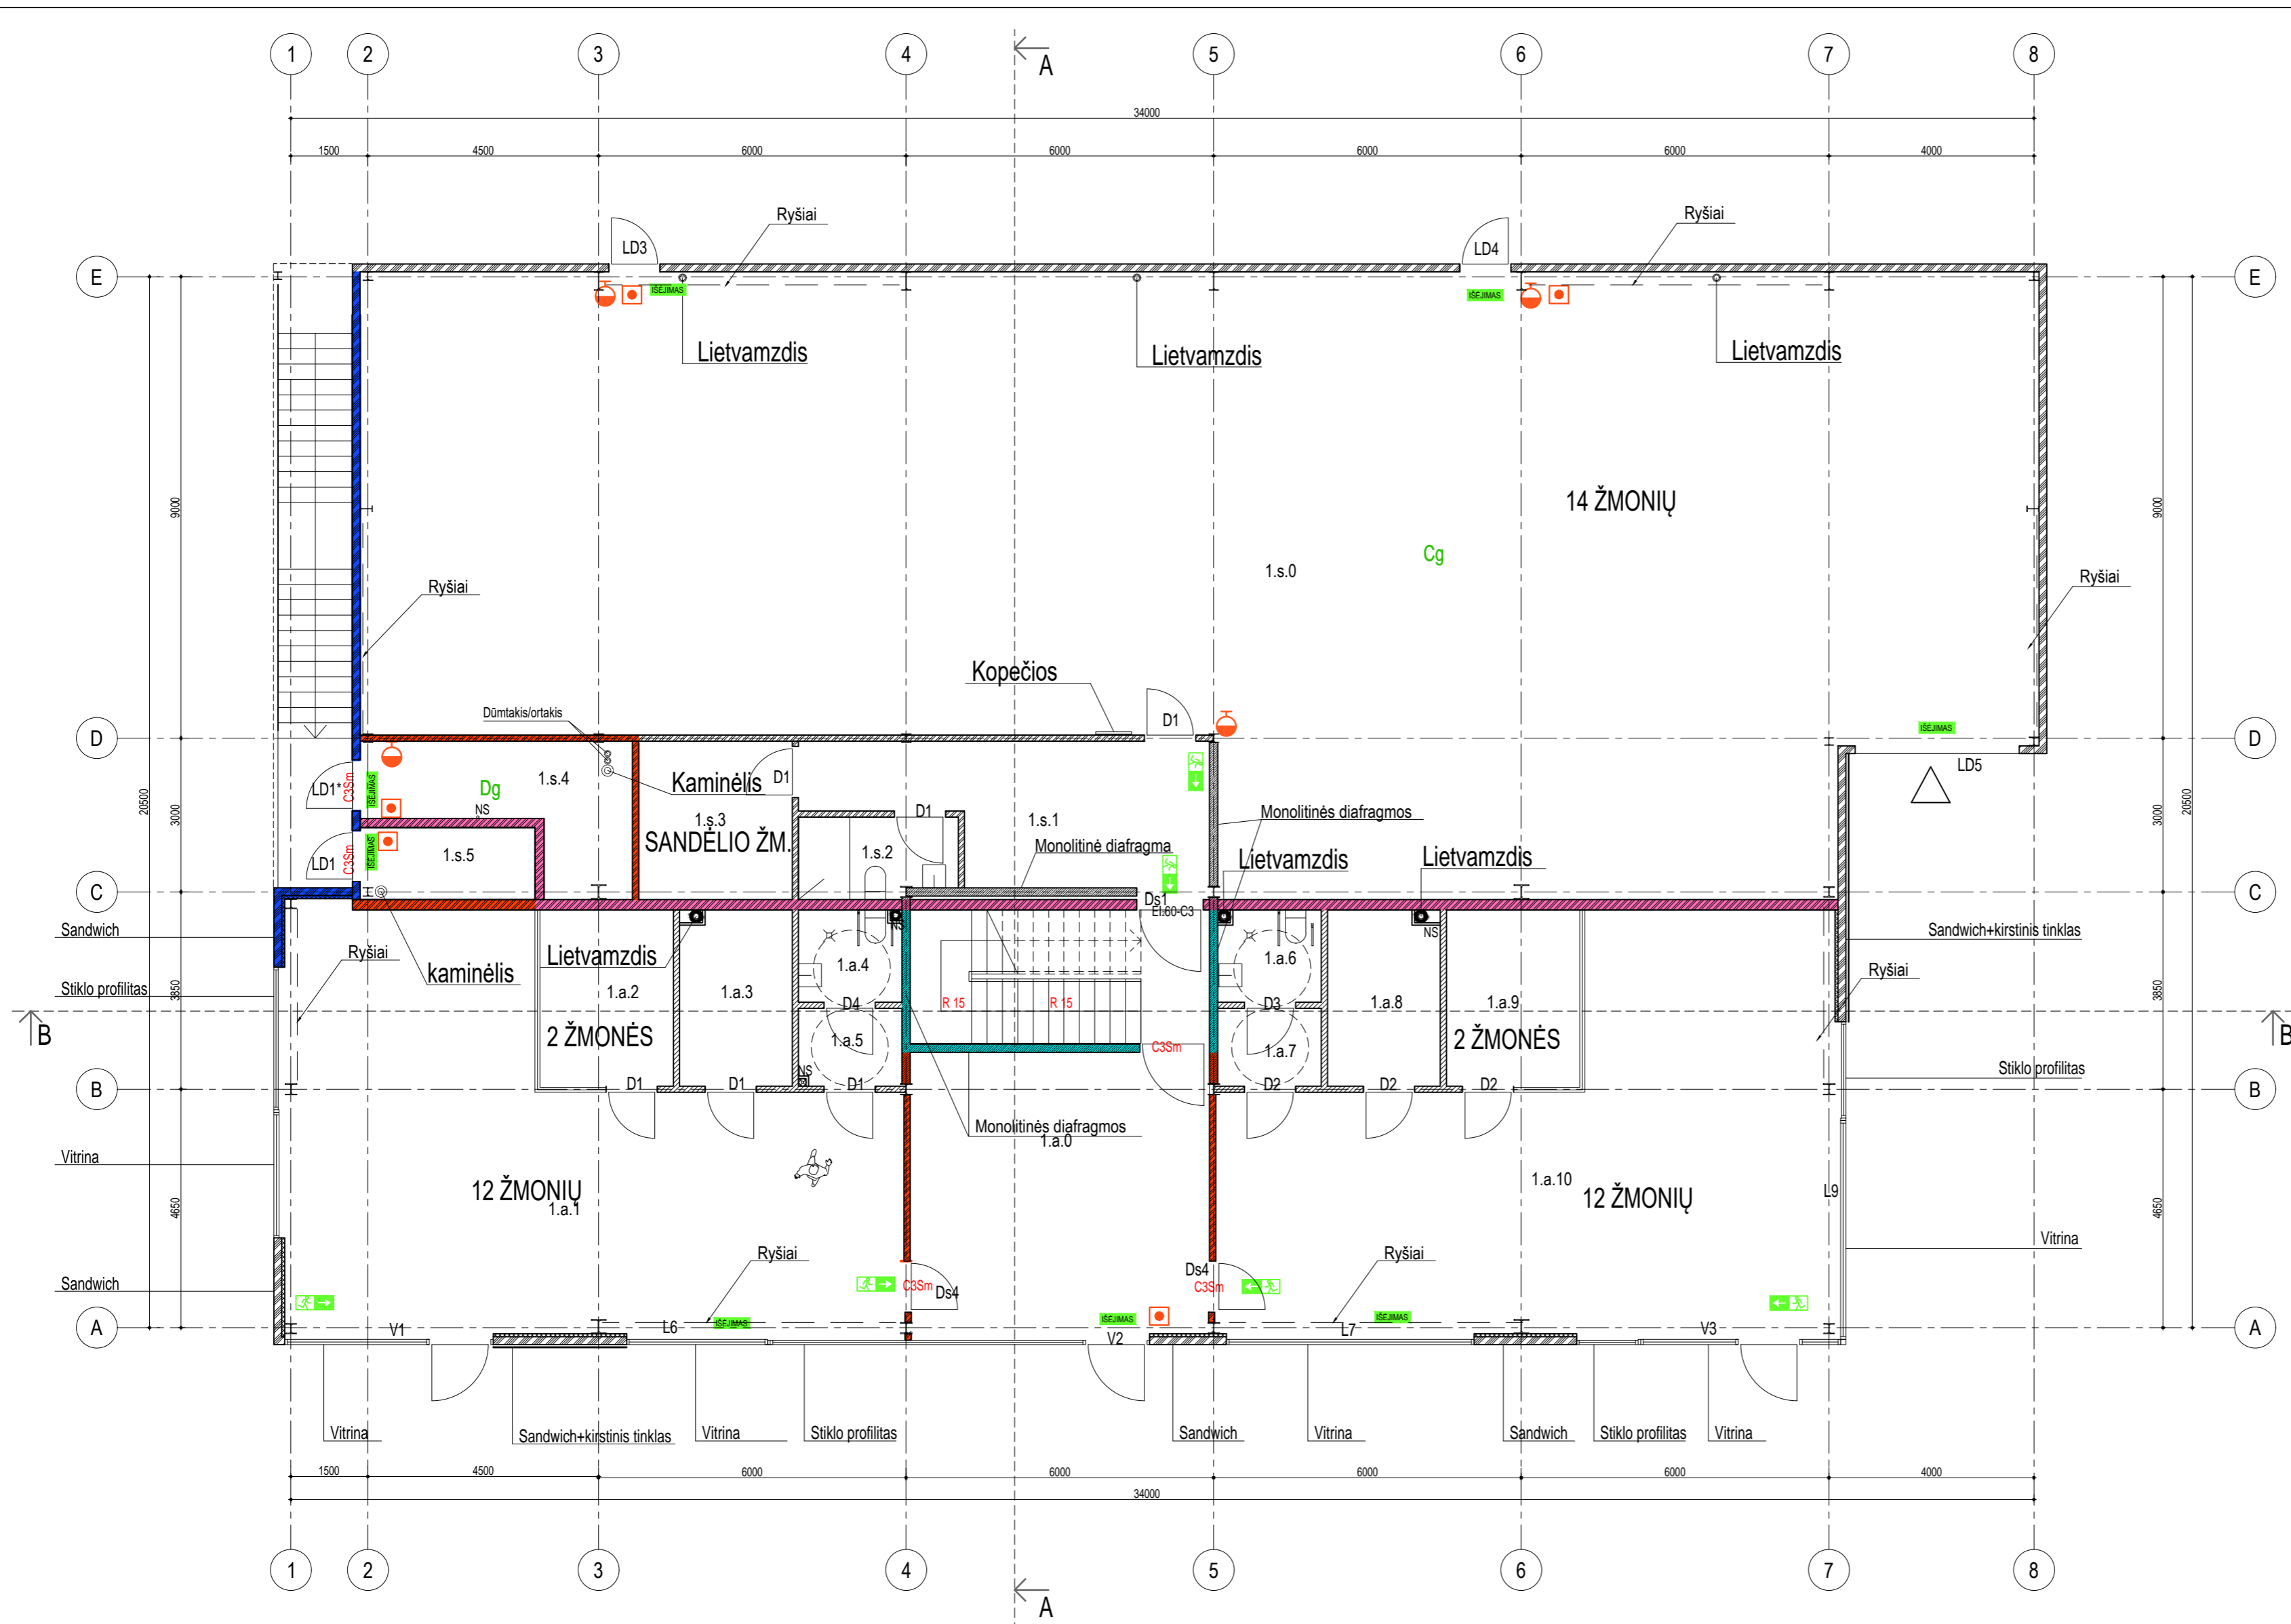 1 2 3 4 5 6 7 8
A
34000
1500 4500 6000 6000 6000 6000 4000
Ryšiai
Ryšiai
LD3
LD4
E
E
IŠĖJIMAS
IŠĖJIMAS
Lietvamzdis
Lietvamzdis
Lietvamzdis
9000
9000
14 ŽMONIŲ
Cg
1.s.0
Ryšiai
Ryšiai
Kopečios
Dūmtakis/ortakis
D1
D
D
IŠĖJIMAS
LD5
1.s.4
Kaminėlis
D1
LD1*
C3Sm
IŠĖJIMAS
Dg
NS
20500
3000
3000
20500
1.s.3
D1
1.s.1
Monolitinės diafragmos
SANDĖLIO ŽM.
Monolitinė diafragma
1.s.5
1.s.2
LD1
C3Sm
IŠĖJIMAS
Lietvamzdis
Lietvamzdis
C
C
Ds1
EI.60-C3
Sandwich
NS
NS
Sandwich+kirstinis tinklas
Ryšiai
Lietvamzdis
1.a.4
1.a.6
kaminėlis
Ryšiai
Stiklo profilitas
3850
3850
1.a.2
1.a.3
R 15
R 15
1.a.8
1.a.9
D4
D3
B
B
2 ŽMONĖS
1.a.5
C3Sm
1.a.7
2 ŽMONĖS
NS
Stiklo profilitas
B
D1
D1
D1
D2
D2
D2
B
Monolitinės diafragmos
1.a.0
Vitrina
12 ŽMONIŲ
1.a.1
1.a.10
12 ŽMONIŲ
L9
4650
4650
Vitrina
Ryšiai
Ryšiai
Sandwich
C3Sm
Ds4
Ds4
C3Sm
A
V1
L6
IŠĖJIMAS
IŠĖJIMAS
V2
L7
IŠĖJIMAS
V3
A
Vitrina
Sandwich+kirstinis tinklas
Vitrina
Stiklo profilitas
Sandwich
Vitrina
Sandwich
Stiklo profilitas
Vitrina
1500 4500 6000 6000 6000 6000 4000
34000
1 2 3 4 5 6 7 8
A